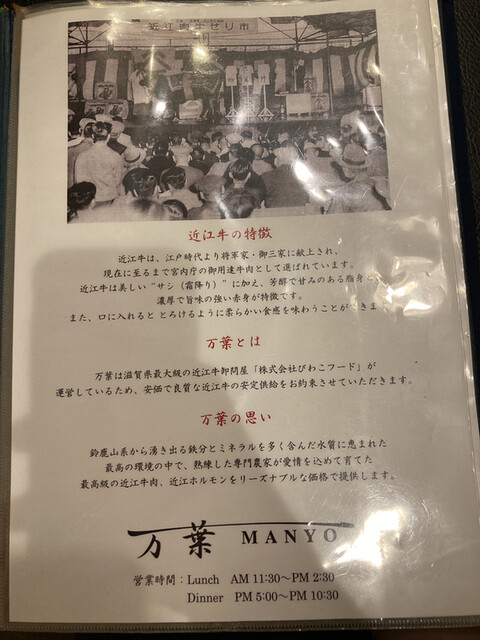 近江肉牛せり市
近江牛の特徴
近江牛は、江戸時代より将軍家・御三家に献上され、
現在に至るまで宮内庁の御用達牛肉として選ばれています。
近江牛は美しい“サシ（霜降り）”に加え、芳醇で甘みのある脂身と、
濃厚で旨味の強い赤身が特徴です。
また、口に入れると とろけるように柔らかい食感を味わうことができま
万葉とは
万葉は滋賀県最大級の近江牛卸問屋「株式会社びわこフード」が
運営しているため、安価で良質な近江牛の安定供給をお約束させていただきます。
万葉の思い
鈴鹿山系から湧き出る鉄分とミネラルを多く含んだ水質に恵まれた
最高の環境の中で、熟練した専門農家が愛情を込めて育てた
最高級の近江牛肉、近江ホルモンをリーズナブルな価格で提供します。
万葉 MANYO
営業時間：Lunch AM 11:30～PM 2:30
Dinner PM 5:00～PM 10:30